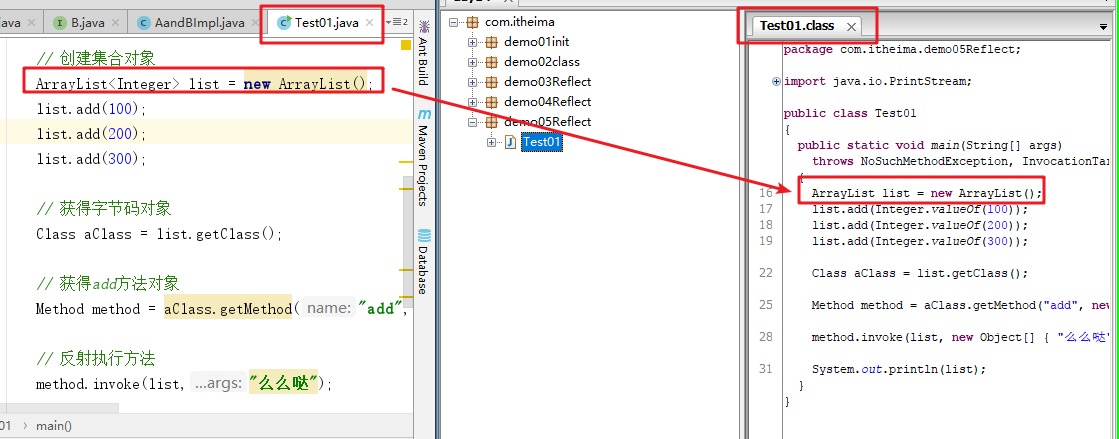 java
B.java
AandBImpl.java
Test01.java
2
// 创建集合对象
ArrayList<Integer> list = new ArrayList();
list.add(100);
list.add(200);
list.add(300);
// 获得字节码对象
Class aClass = list.getClass();
// 获得add方法对象
Method method = aClass.getMethod( name: "add",
// 反射执行方法
method.invoke(list, ...args: "么么哒");
01
main()
Ant Build
Maven Projects
Database
com.itheima
demo01init
demo02class
demo03Reflect
demo04Reflect
demo05Reflect
Test01
Test01.class
package com.itheima.demo05Reflect;
import java.io.PrintStream;
public class Test01
{
public static void main(String[] args)
throws NoSuchMethodException, InvocationTar
{
16 ArrayList list = new ArrayList();
17 list.add(Integer.valueOf(100));
18 list.add(Integer.valueOf(200));
19 list.add(Integer.valueOf(300));
22 Class aClass = list.getClass();
25 Method method = aClass.getMethod("add", new
28 method.invoke(list, new Object[] { "么么哒"
31 System.out.println(list);
}
}